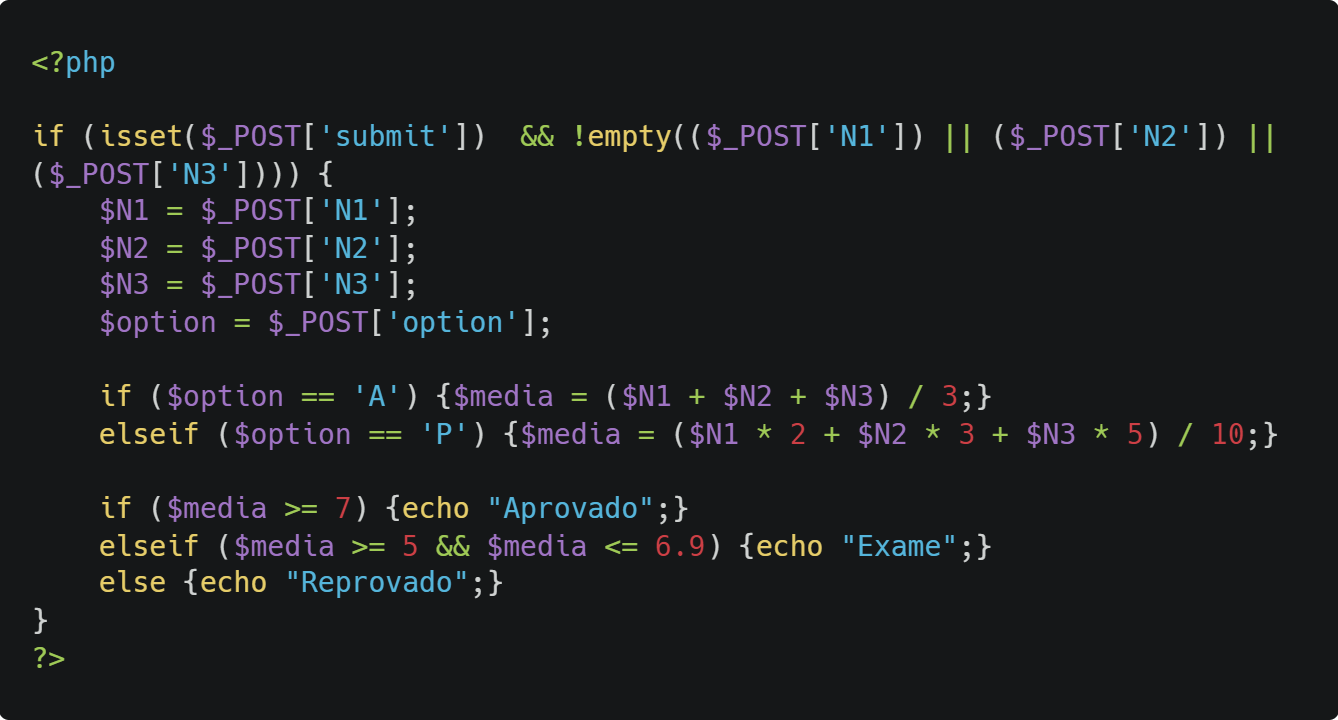 <?php

if (isset($_POST['submit'])  && !empty(($_POST['N1']) || ($_POST['N2']) ||
($_POST['N3']))) {
    $N1 = $_POST['N1'];
    $N2 = $_POST['N2'];
    $N3 = $_POST['N3'];
    $option = $_POST['option'];

    if ($option == 'A') {$media = ($N1 + $N2 + $N3) / 3;}
    elseif ($option == 'P') {$media = ($N1 * 2 + $N2 * 3 + $N3 * 5) / 10;}

    if ($media >= 7) {echo "Aprovado";}
    elseif ($media >= 5 && $media <= 6.9) {echo "Exame";}
    else {echo "Reprovado";}
}
?>